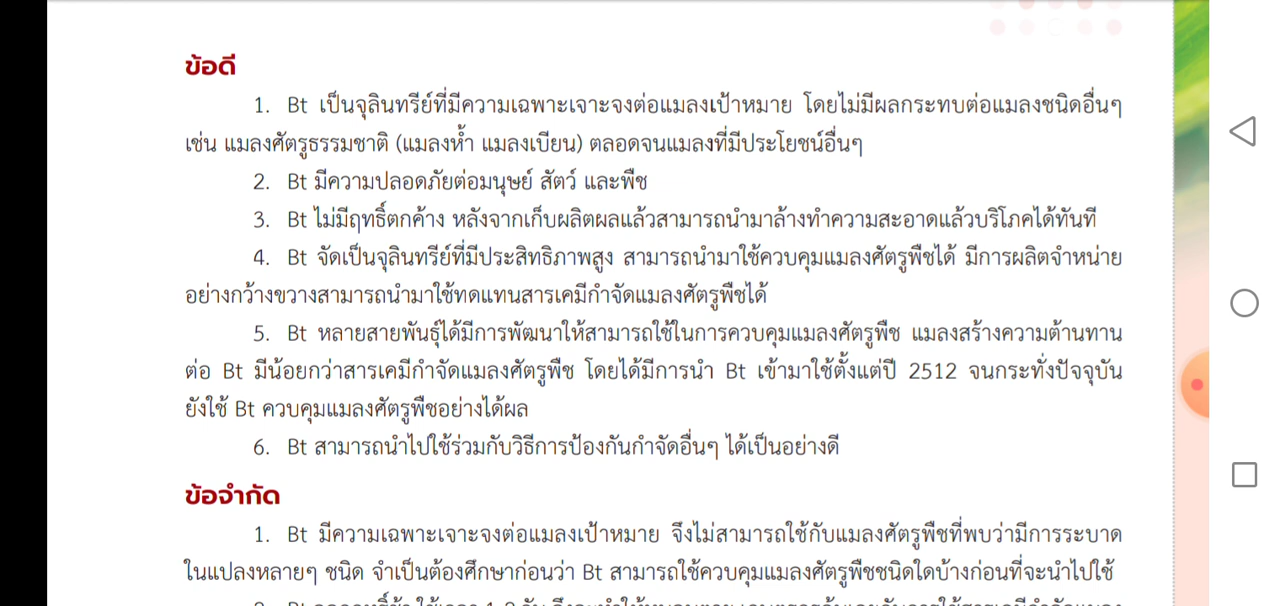 ข้อดี
1. Bt เป็นจุลินทรีย์ที่มีความเฉพาะเจาะจงต่อแมลงเป้าหมาย โดยไม่มีผลกระทบต่อแมลงชนิดอื่นๆ
เช่น แมลงศัตรูธรรมชาติ (แมลงห้ำ แมลงเบียน) ตลอดจนแมลงที่มีประโยชน์อื่นๆ
2. Bt มีความปลอดภัยต่อมนุษย์ สัตว์ และพืช
3. Bt ไม่มีฤทธิ์ตกค้าง หลังจากเก็บผลิตผลแล้วสามารถนำมาล้างทำความสะอาดแล้วบริโภคได้ทันที
4. Bt จัดเป็นจุลินทรีย์ที่มีประสิทธิภาพสูง สามารถนำมาใช้ควบคุมแมลงศัตรูพืชได้ มีการผลิตจำหน่าย
อย่างกว้างขวางสามารถนำมาใช้ทดแทนสารเคมีกำจัดแมลงศัตรูพืชได้
5. Bt หลายสายพันธุ์ได้มีการพัฒนาให้สามารถใช้ในการควบคุมแมลงศัตรูพืช แมลงสร้างความต้านทาน
ต่อ Bt มีน้อยกว่าสารเคมีกำจัดแมลงศัตรูพืช โดยได้มีการนำ Bt เข้ามาใช้ตั้งแต่ปี 2512 จนกระทั่งปัจจุบัน
ยังใช้ Bt ควบคุมแมลงศัตรูพืชอย่างได้ผล
6. Bt สามารถนำไปใช้ร่วมกับวิธีการป้องกันกำจัดอื่นๆ ได้เป็นอย่างดี
ข้อจำกัด
1. Bt มีความเฉพาะเจาะจงต่อแมลงเป้าหมาย จึงไม่สามารถใช้กับแมลงศัตรูพืชที่พบว่ามีการระบาด
ในแปลงหลายๆ ชนิด จำเป็นต้องศึกษาก่อนว่า Bt สามารถใช้ควบคุมแมลงศัตรูพืชชนิดใดบ้างก่อนที่จะนำไปใช้